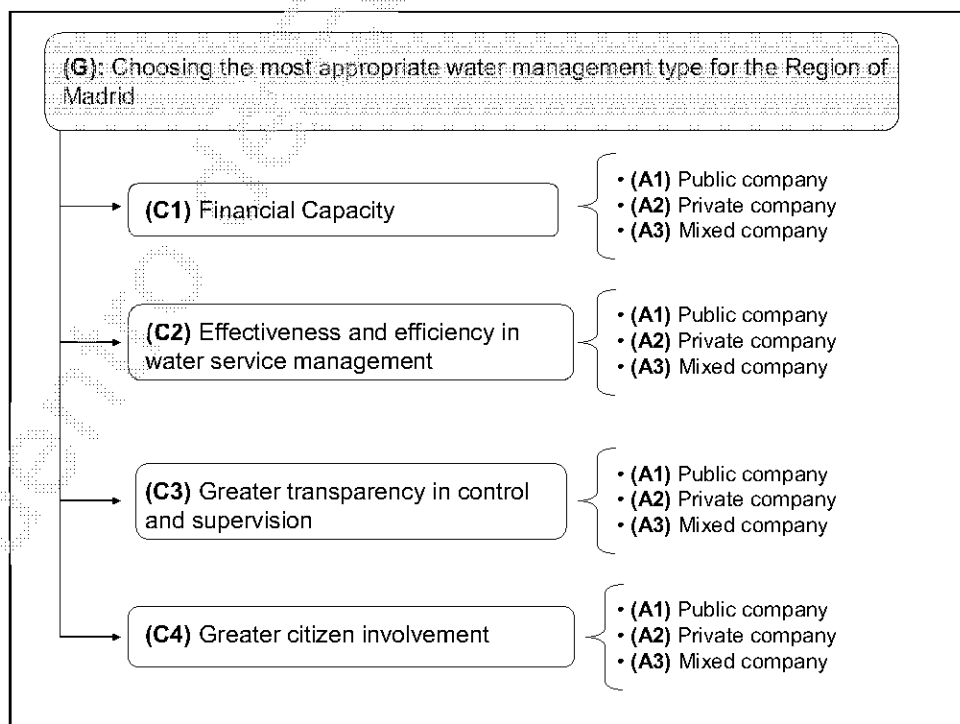 (G): Choosing the most appropriate water management type for the Region of
Madrid
(C1) Financial Capacity
• (A1) Public company
• (A2) Private company
• (A3) Mixed company
(C2) Effectiveness and efficiency in
water service management
• (A1) Public company
• (A2) Private company
• (A3) Mixed company
(C3) Greater transparency in control
and supervision
• (A1) Public company
• (A2) Private company
• (A3) Mixed company
(C4) Greater citizen involvement
• (A1) Public company
• (A2) Private company
• (A3) Mixed company